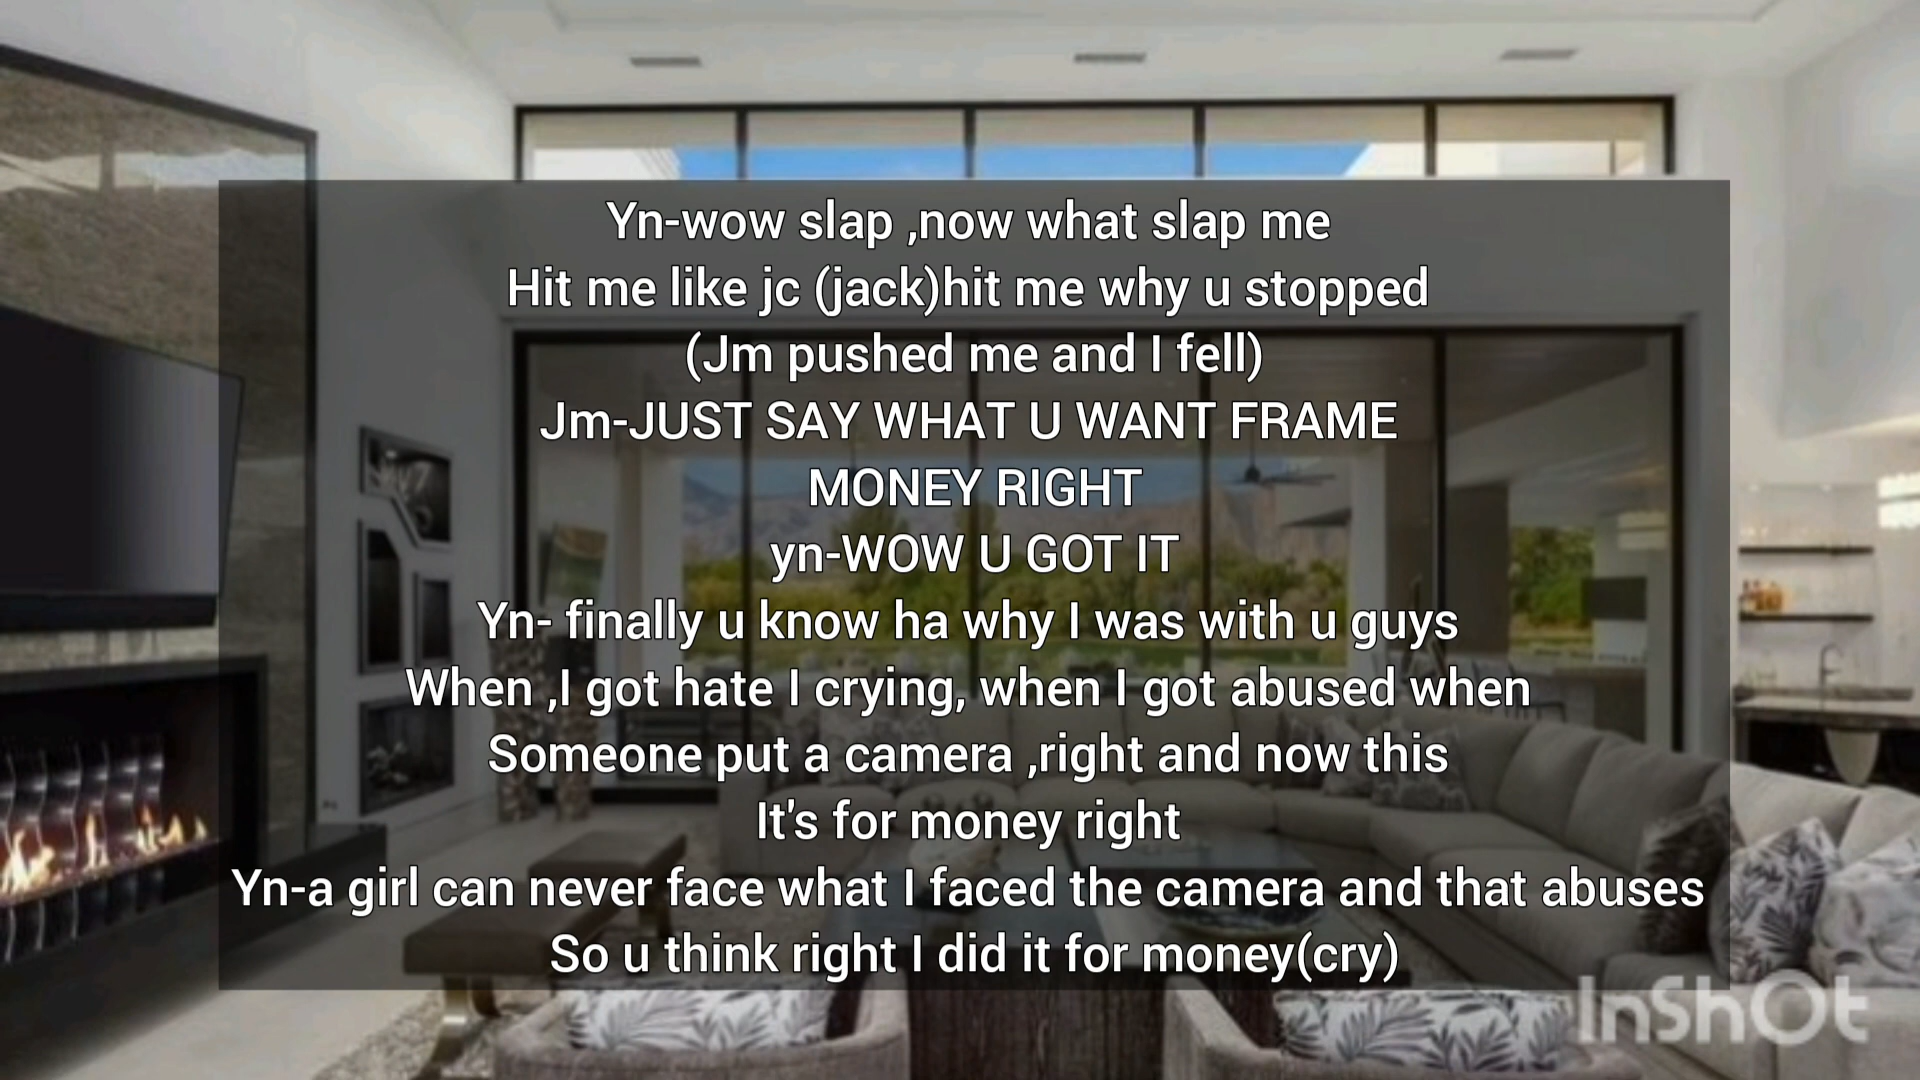 Yn-wow slap ,now what slap me
Hit me like jc (jack)hit me why u stopped
(Jm pushed me and I fell)
Jm-JUST SAY WHAT U WANT FRAME
MONEY RIGHT
yn-WOW U GOT IT
Yn- finally u know ha why I was with u guys
When ,I got hate I crying, when I got abused when
Someone put a camera ,right and now this
It's for money right
Yn-a girl can never face what I faced the camera and that abuses
So u think right I did it for money(cry)
InShOt